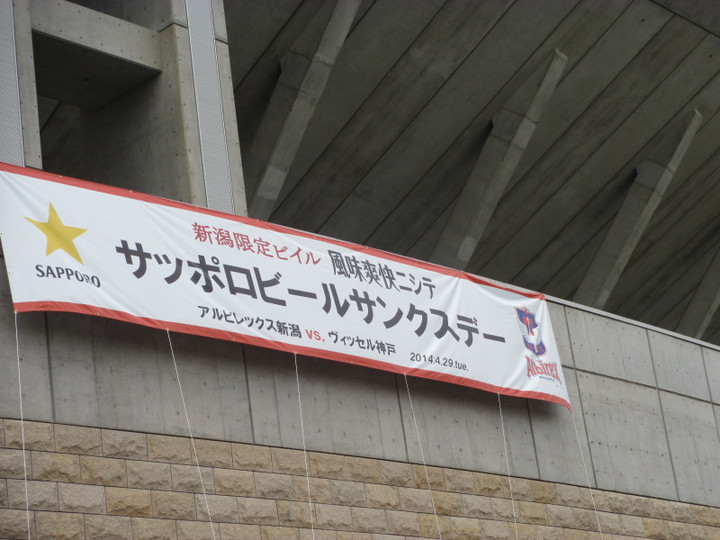 SAPPORO
新潟限定ビイル 風味爽快ニシテ
サッポロビールサンクスデー
アルビレックス新潟 VS. ヴィッセル神戸 2014.4.29.tue.
Albirex